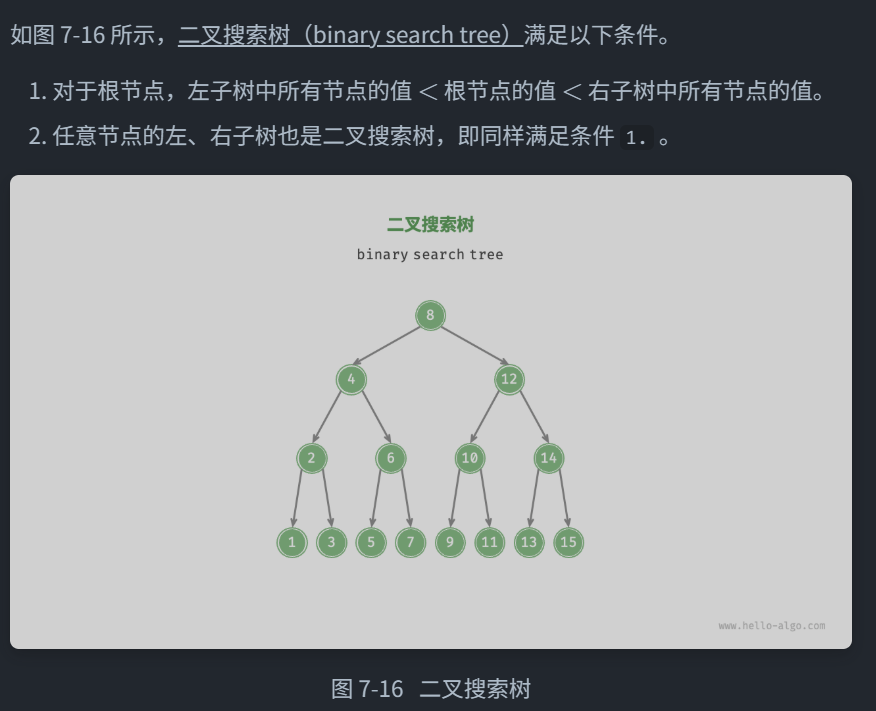 如图 7-16 所示，二叉搜索树（binary search tree）满足以下条件。
1. 对于根节点，左子树中所有节点的值 < 根节点的值 < 右子树中所有节点的值。
2. 任意节点的左、右子树也是二叉搜索树，即同样满足条件 1. 。
二叉搜索树
binary search tree
8
4 12
2 6 10 14
1 3 5 7 9 11 13 15
www.hello-algo.com
图 7-16 二叉搜索树